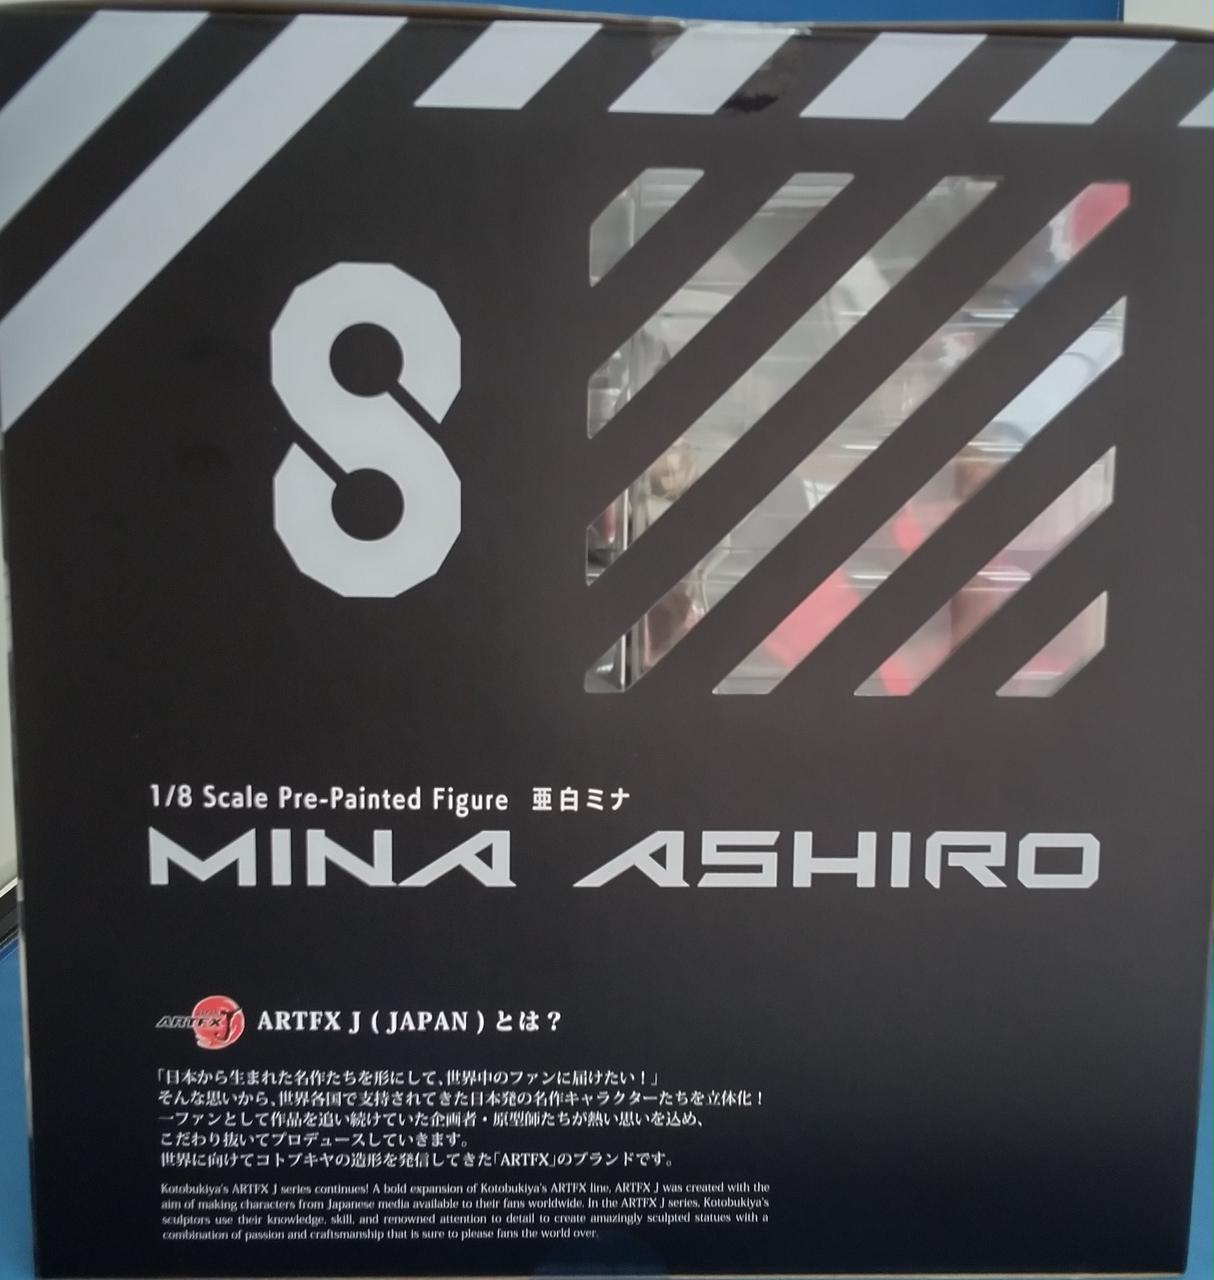 8
1/8 Scale Pre-Painted Figure 亜白ミナ
MINA ASHIRO
ARTFX J
ARTFX J ( JAPAN ) とは？
「日本から生まれた名作たちを形にして、世界中のファンに届けたい！」
そんな思いから、世界各国で支持されてきた日本発の名作キャラクターたちを立体化！
一ファンとして作品を追い続けていた企画者・原型師たちが熱い思いを込め、
こだわり抜いてプロデュースしていきます。
世界に向けてコトブキヤの造形を発信してきた「ARTFX」のブランドです。
Kotobukiya's ARTFX J series continues! A bold expansion of Kotobukiya's ARTFX line, ARTFX J was created with the
aim of making characters from Japanese media available to their fans worldwide. In the ARTFX J series, Kotobukiya's
sculptors use their knowledge, skill, and renowned attention to detail to create amazingly sculpted statues with a
combination of passion and craftsmanship that is sure to please fans the world over.